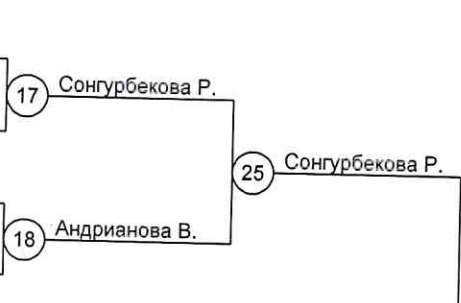 17 Сонгурбекова Р.
25 Сонгурбекова Р.
18 Андрианова В.